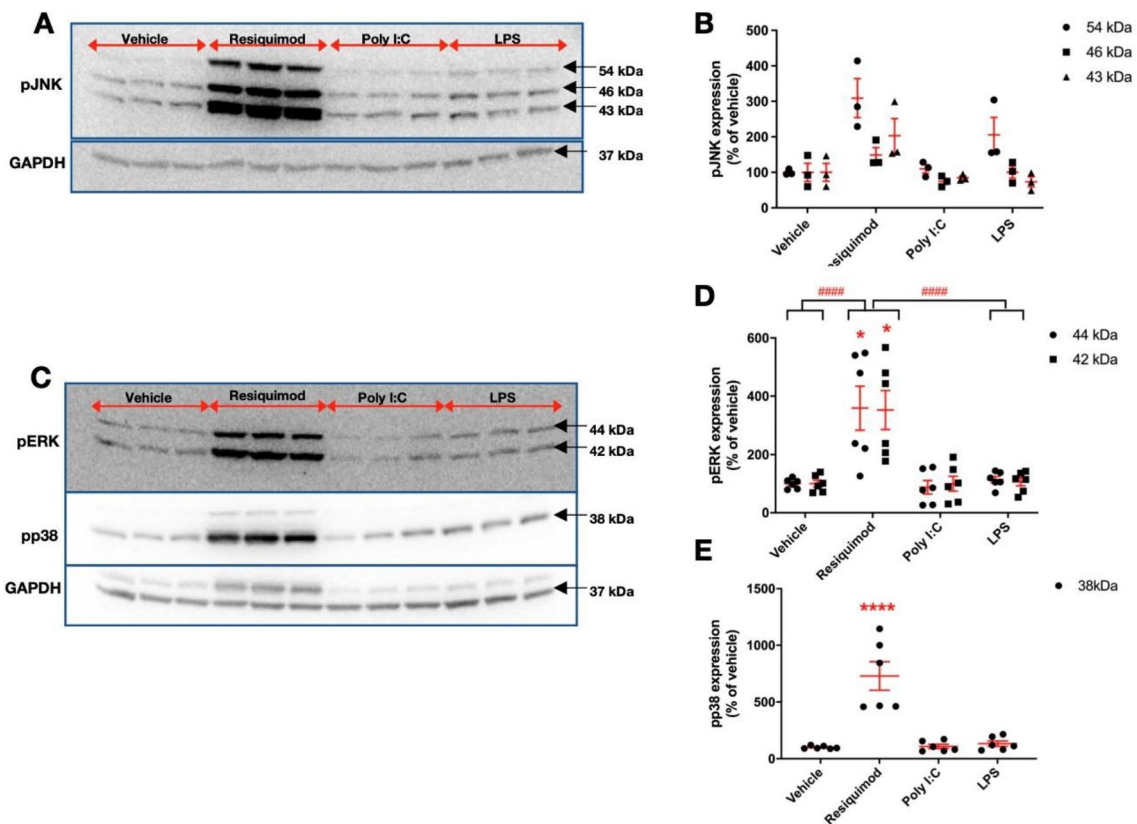 A
Vehicle Resiquimod Poly I:C LPS
pJNK
54 kDa
46 kDa
43 kDa
GAPDH
37 kDa
B
pJNK expression
(% of vehicle)
500
400
300
200
100
0
Vehicle
esiquimod
Poly I:C
LPS
54 kDa
46 kDa
43 kDa
C
Vehicle Resiquimod Poly I:C LPS
pERK
44 kDa
42 kDa
pp38
38 kDa
GAPDH
37 kDa
D
#### ####
* *
pERK expression
(% of vehicle)
600
400
200
0
Vehicle
Resiquimod
Poly I:C
LPS
44 kDa
42 kDa
E
****
pp38 expression
(% of vehicle)
1500
1000
500
0
Vehicle
Resiquimod
Poly I:C
LPS
38kDa